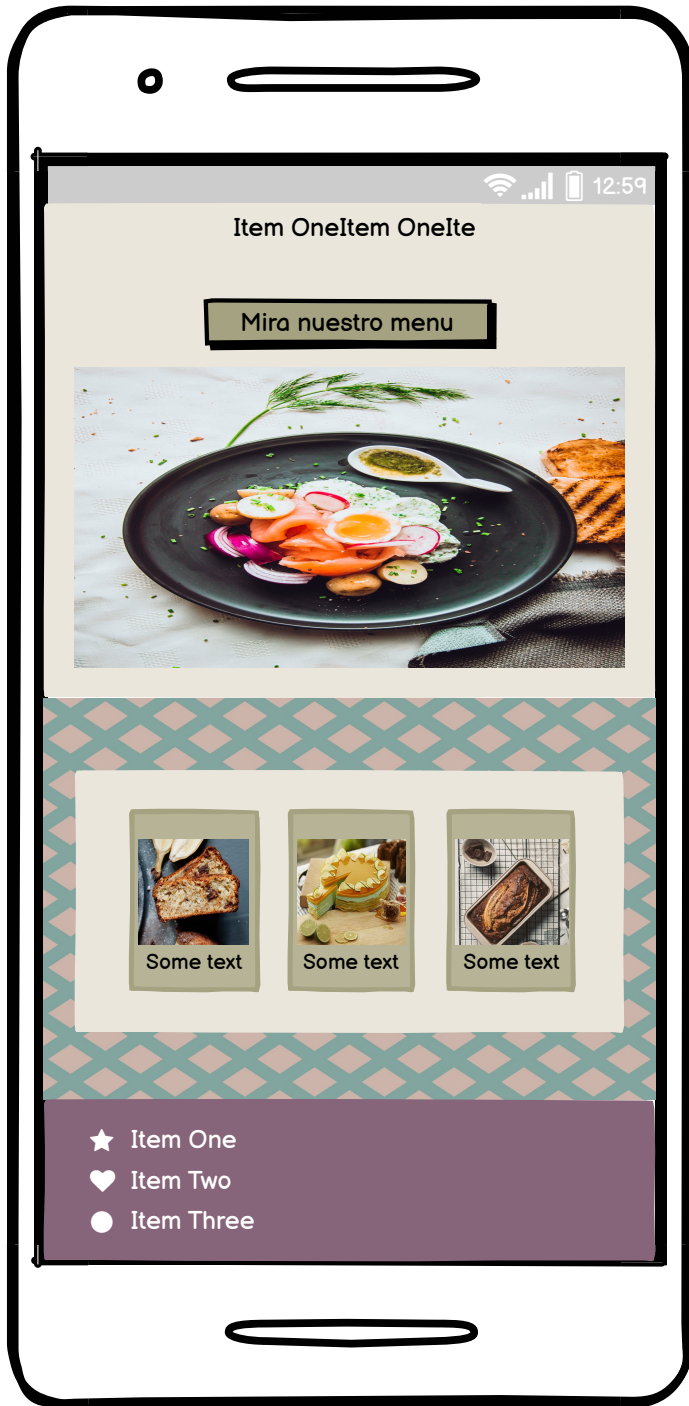 12:59
Item OneItem OneIte
Mira nuestro menu
Some text Some text Some text
Item One
Item Two
Item Three